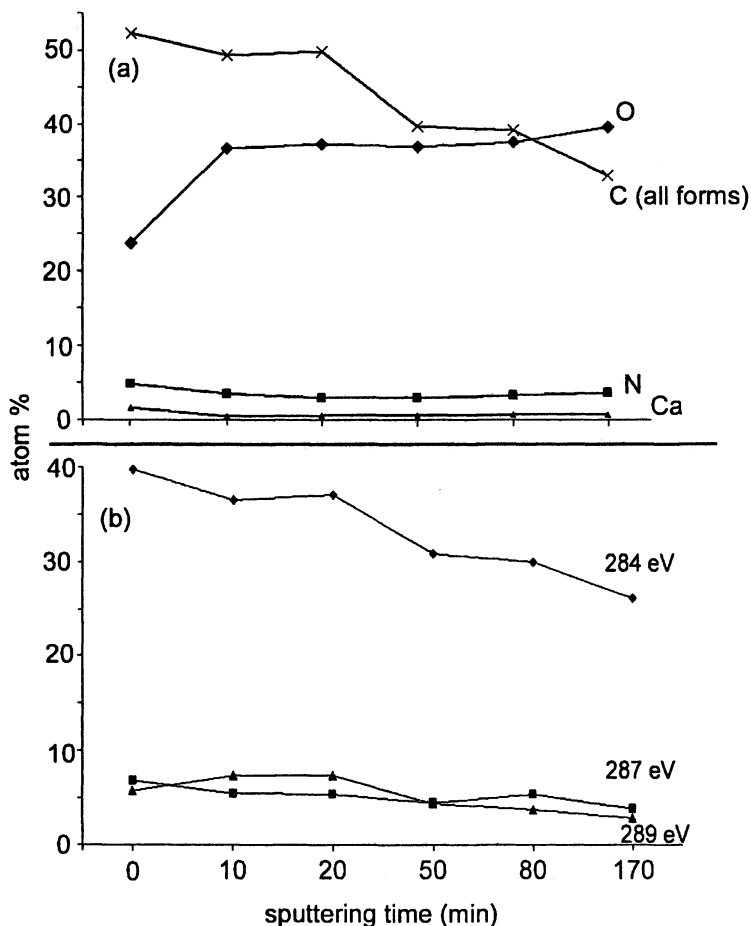 50
(a)
O
40
C (all forms)
30
20
10
N
Ca
0
atom %
40
(b)
30
284 eV
20
10
287 eV
289 eV
0
0 10 20 50 80 170
sputtering time (min)